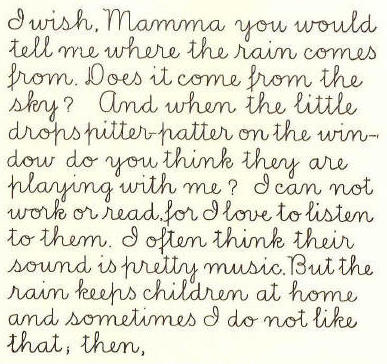 I wish, Mamma you would
tell me where the rain comes
from. Does it come from the
sky? And when the little
drops pitter-patter on the win-
dow do you think they are
playing with me? I can not
work or read, for I love to listen
to them. I often think their
sound is pretty music. But the
rain keeps children at home
and sometimes I do not like
that; then,